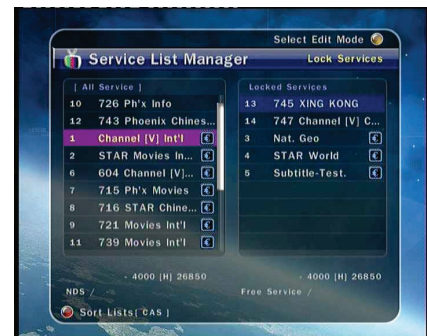 Select Edit Mode
Service List Manager
Lock Services
[ All Service ]
10 726 Ph'x Info
12 743 Phoenix Chines...
1 Channel [V] Int'l €
2 STAR Movies In... €
6 604 Channel [V]... €
7 715 Ph'x Movies €
8 716 STAR Chine... €
9 721 Movies Int'l €
11 739 Movies Int'l €
Locked Services
13 745 XING KONG
14 747 Channel [V] C...
3 Nat. Geo €
4 STAR World €
5 Subtitle-Test. €
- 4000 [H] 26850
NDS /
- 4000 [H] 26850
Free Service /
Sort Lists[ CAS ]